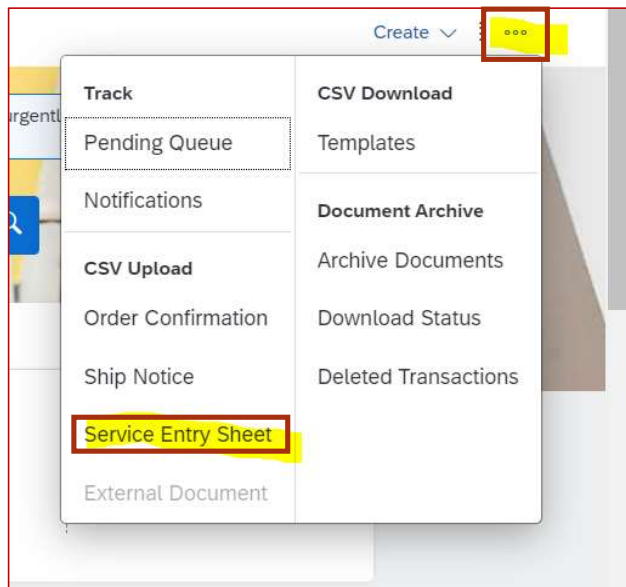 Create
urgentl
Track
Pending Queue
Notifications
CSV Upload
Order Confirmation
Ship Notice
Service Entry Sheet
External Document
CSV Download
Templates
Document Archive
Archive Documents
Download Status
Deleted Transactions